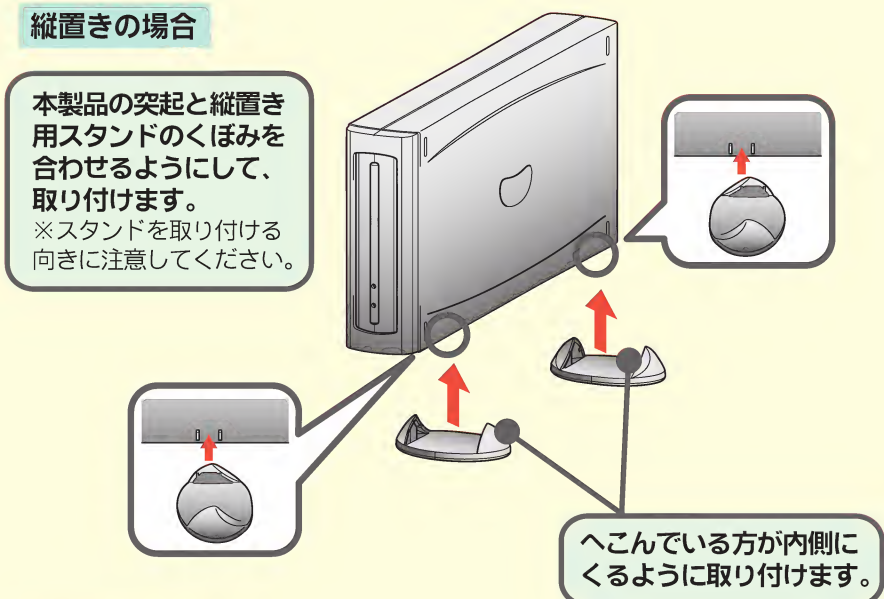 縦置きの場合
本製品の突起と縦置き
用スタンドのくぼみを
合わせるようにして、
取り付けます。
※スタンドを取り付ける
向きに注意してください。
へこんでいる方が内側に
くるように取り付けます。